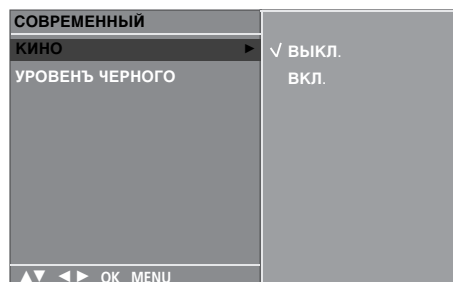 СОВРЕМЕННЫЙ
КИНО ►
УРОВЕНЪ ЧЕРНОГО
√ ВЫКЛ.
ВКЛ.
▲▼ ◄► OK MENU